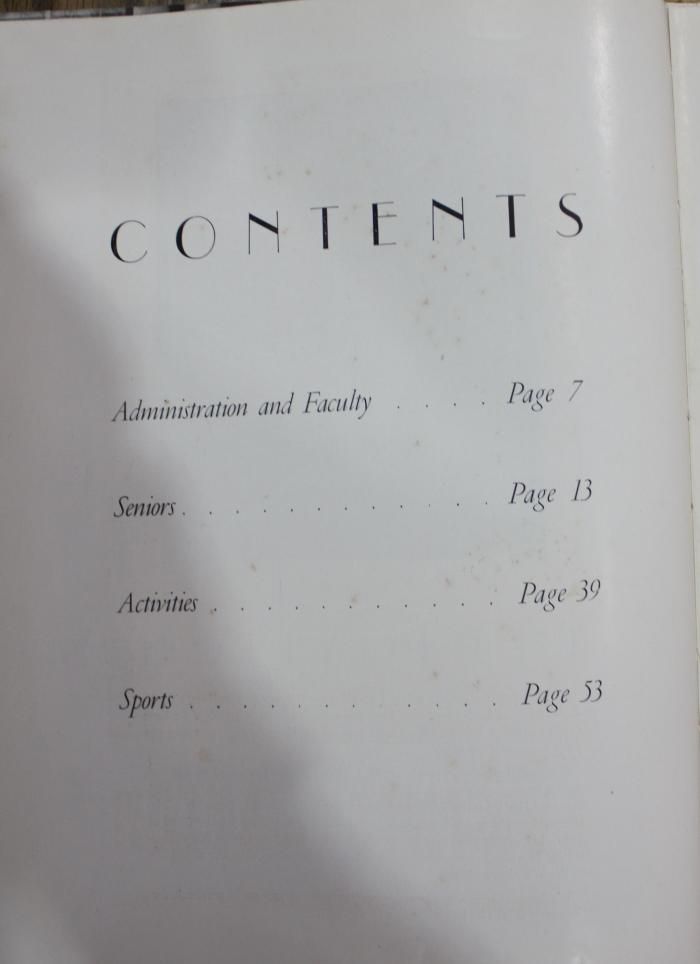 CONTENTS
Administration and Faculty . . . . Page 7
Seniors . . . . . . . . . . . . Page 13
Activities . . . . . . . . . . . Page 39
Sports . . . . . . . . . . . . Page 53